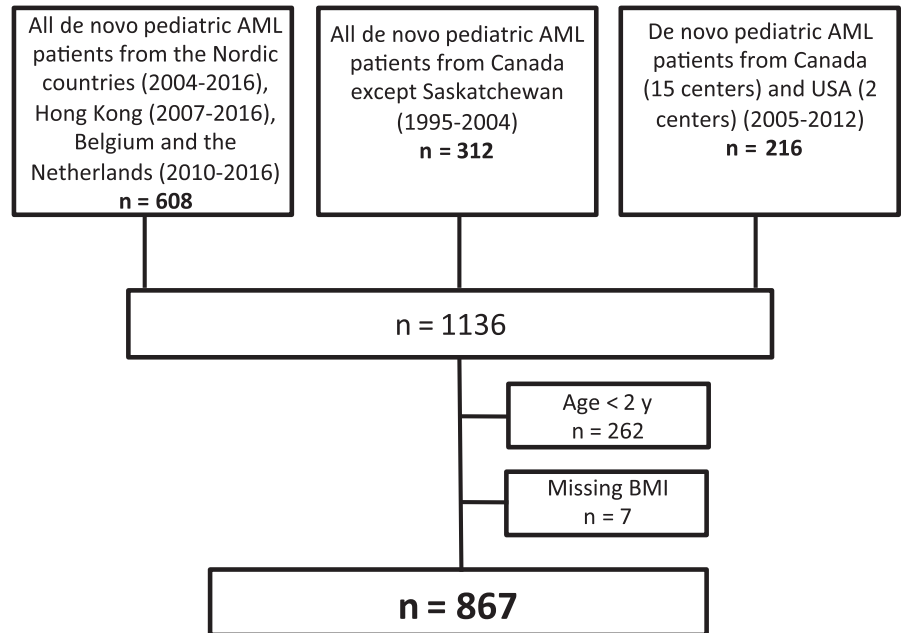 All de novo pediatric AML
patients from the Nordic
countries (2004-2016),
Hong Kong (2007-2016),
Belgium and the
Netherlands (2010-2016)
n = 608
All de novo pediatric AML
patients from Canada
except Saskatchewan
(1995-2004)
n = 312
De novo pediatric AML
patients from Canada
(15 centers) and USA (2
centers) (2005-2012)
n = 216
n = 1136
Age < 2 y
n = 262
Missing BMI
n = 7
n = 867